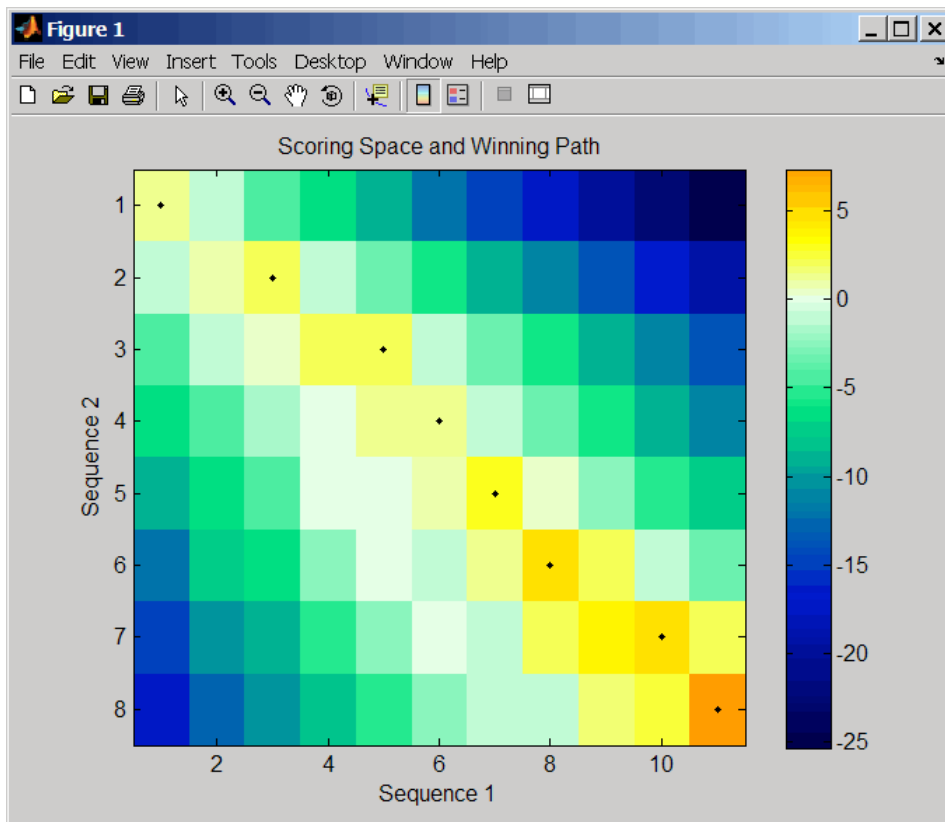 Figure 1
File Edit View Insert Tools Desktop Window Help
Scoring Space and Winning Path
Sequence 2
1
2
3
4
5
6
7
8
2 4 6 8 10
Sequence 1
5
0
-5
-10
-15
-20
-25